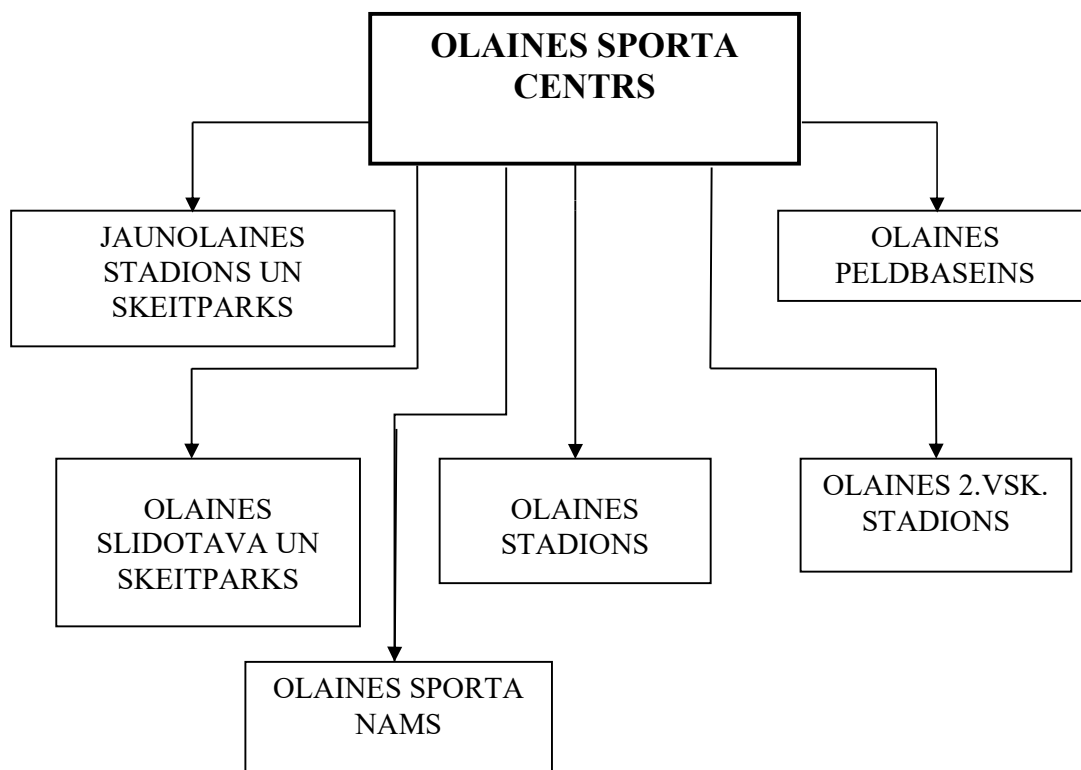 OLAINES SPORTA
CENTRS
JAUNOLAINES
STADIONS UN
SKEITPARKS
OLAINES
PELDBASEINS
OLAINES
SLIDOTAVA UN
SKEITPARKS
OLAINES
STADIONS
OLAINES 2.VSK.
STADIONS
OLAINES SPORTA
NAMS